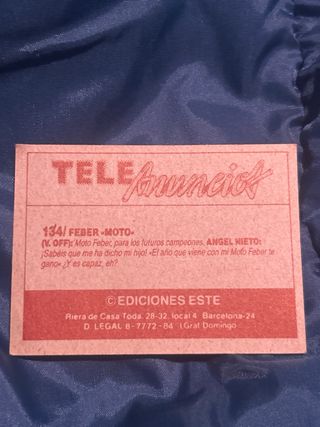 TELE Anuncios
134/ FEBER «MOTO»
(V. OFF): Moto Feber, para los futuros campeones. ANGEL NIETO:
¡Sabéis que me ha dicho mi hijo! «El año que viene con mi Moto Feber te
gano» ¿Y es capaz, eh?
© EDICIONES ESTE
Riera de Casa Toda. 28-32. local 4 Barcelona-24
D. LEGAL B-7772-84 I. Graf. Domingo